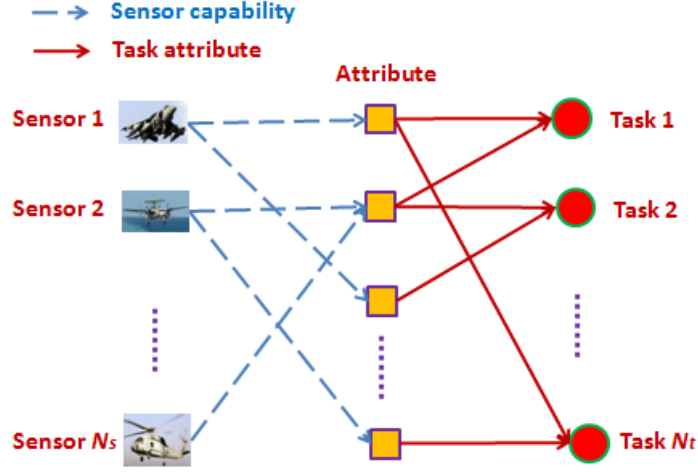 Sensor capability
Task attribute
Attribute
Sensor 1
Task 1
Sensor 2
Task 2
Sensor Ns
Task Nt